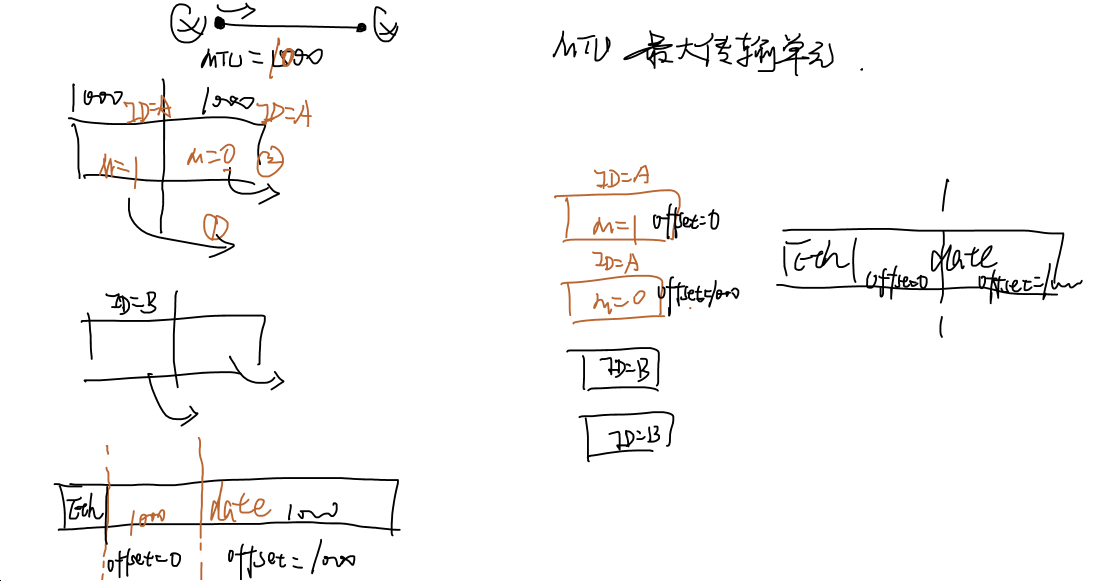 MTU = 1000
MTU 最大传输单元.
1000 ID=A 1000 ID=A
M=1 M=0 ②
①
ID=B
Eth 1000 date 1000
offset=0 offset=1000
ID=A
M=1 offset=0
ID=A
M=0 offset=1000
ID=B
ID=B
Eth date
offset=0 offset=1000